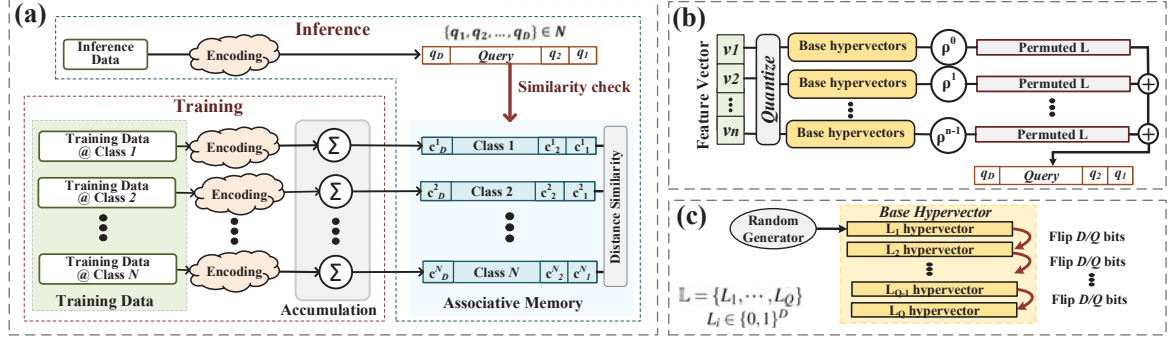 (a)
Inference
Inference
Data
Encoding
{q1, q2, ..., qD} ∈ N
qD Query q2 q1
Similarity check
Training
Training Data
@ Class 1
Encoding
Σ
c¹D Class 1 c¹2 c¹1
Training Data
@ Class 2
Encoding
Σ
c²D Class 2 c²2 c²1
Training Data
@ Class N
Encoding
Σ
cᴺD Class N cᴺ2 cᴺ1
Distance Similarity
Training Data
Accumulation
Associative Memory
(b)
Feature Vector
v1
v2
vn
Quantize
Base hypervectors ρ⁰ Permuted L
Base hypervectors ρ¹ Permuted L
Base hypervectors ρⁿ⁻¹ Permuted L
+
+
qD Query q2 q1
(c)
Random
Generator
Base Hypervector
L1 hypervector
L2 hypervector
LQ-1 hypervector
LQ hypervector
Flip D/Q bits
Flip D/Q bits
Flip D/Q bits
𝕃 = {L1, ⋯, LQ}
Li ∈ {0,1}ᴰ